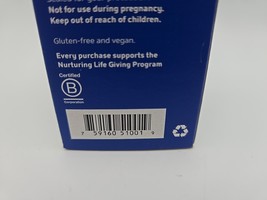 Not for use during pregnancy.
Keep out of reach of children.
Gluten-free and vegan.
Every purchase supports the
Nurturing Life Giving Program
Certified
B
Corporation
7 59160 51001